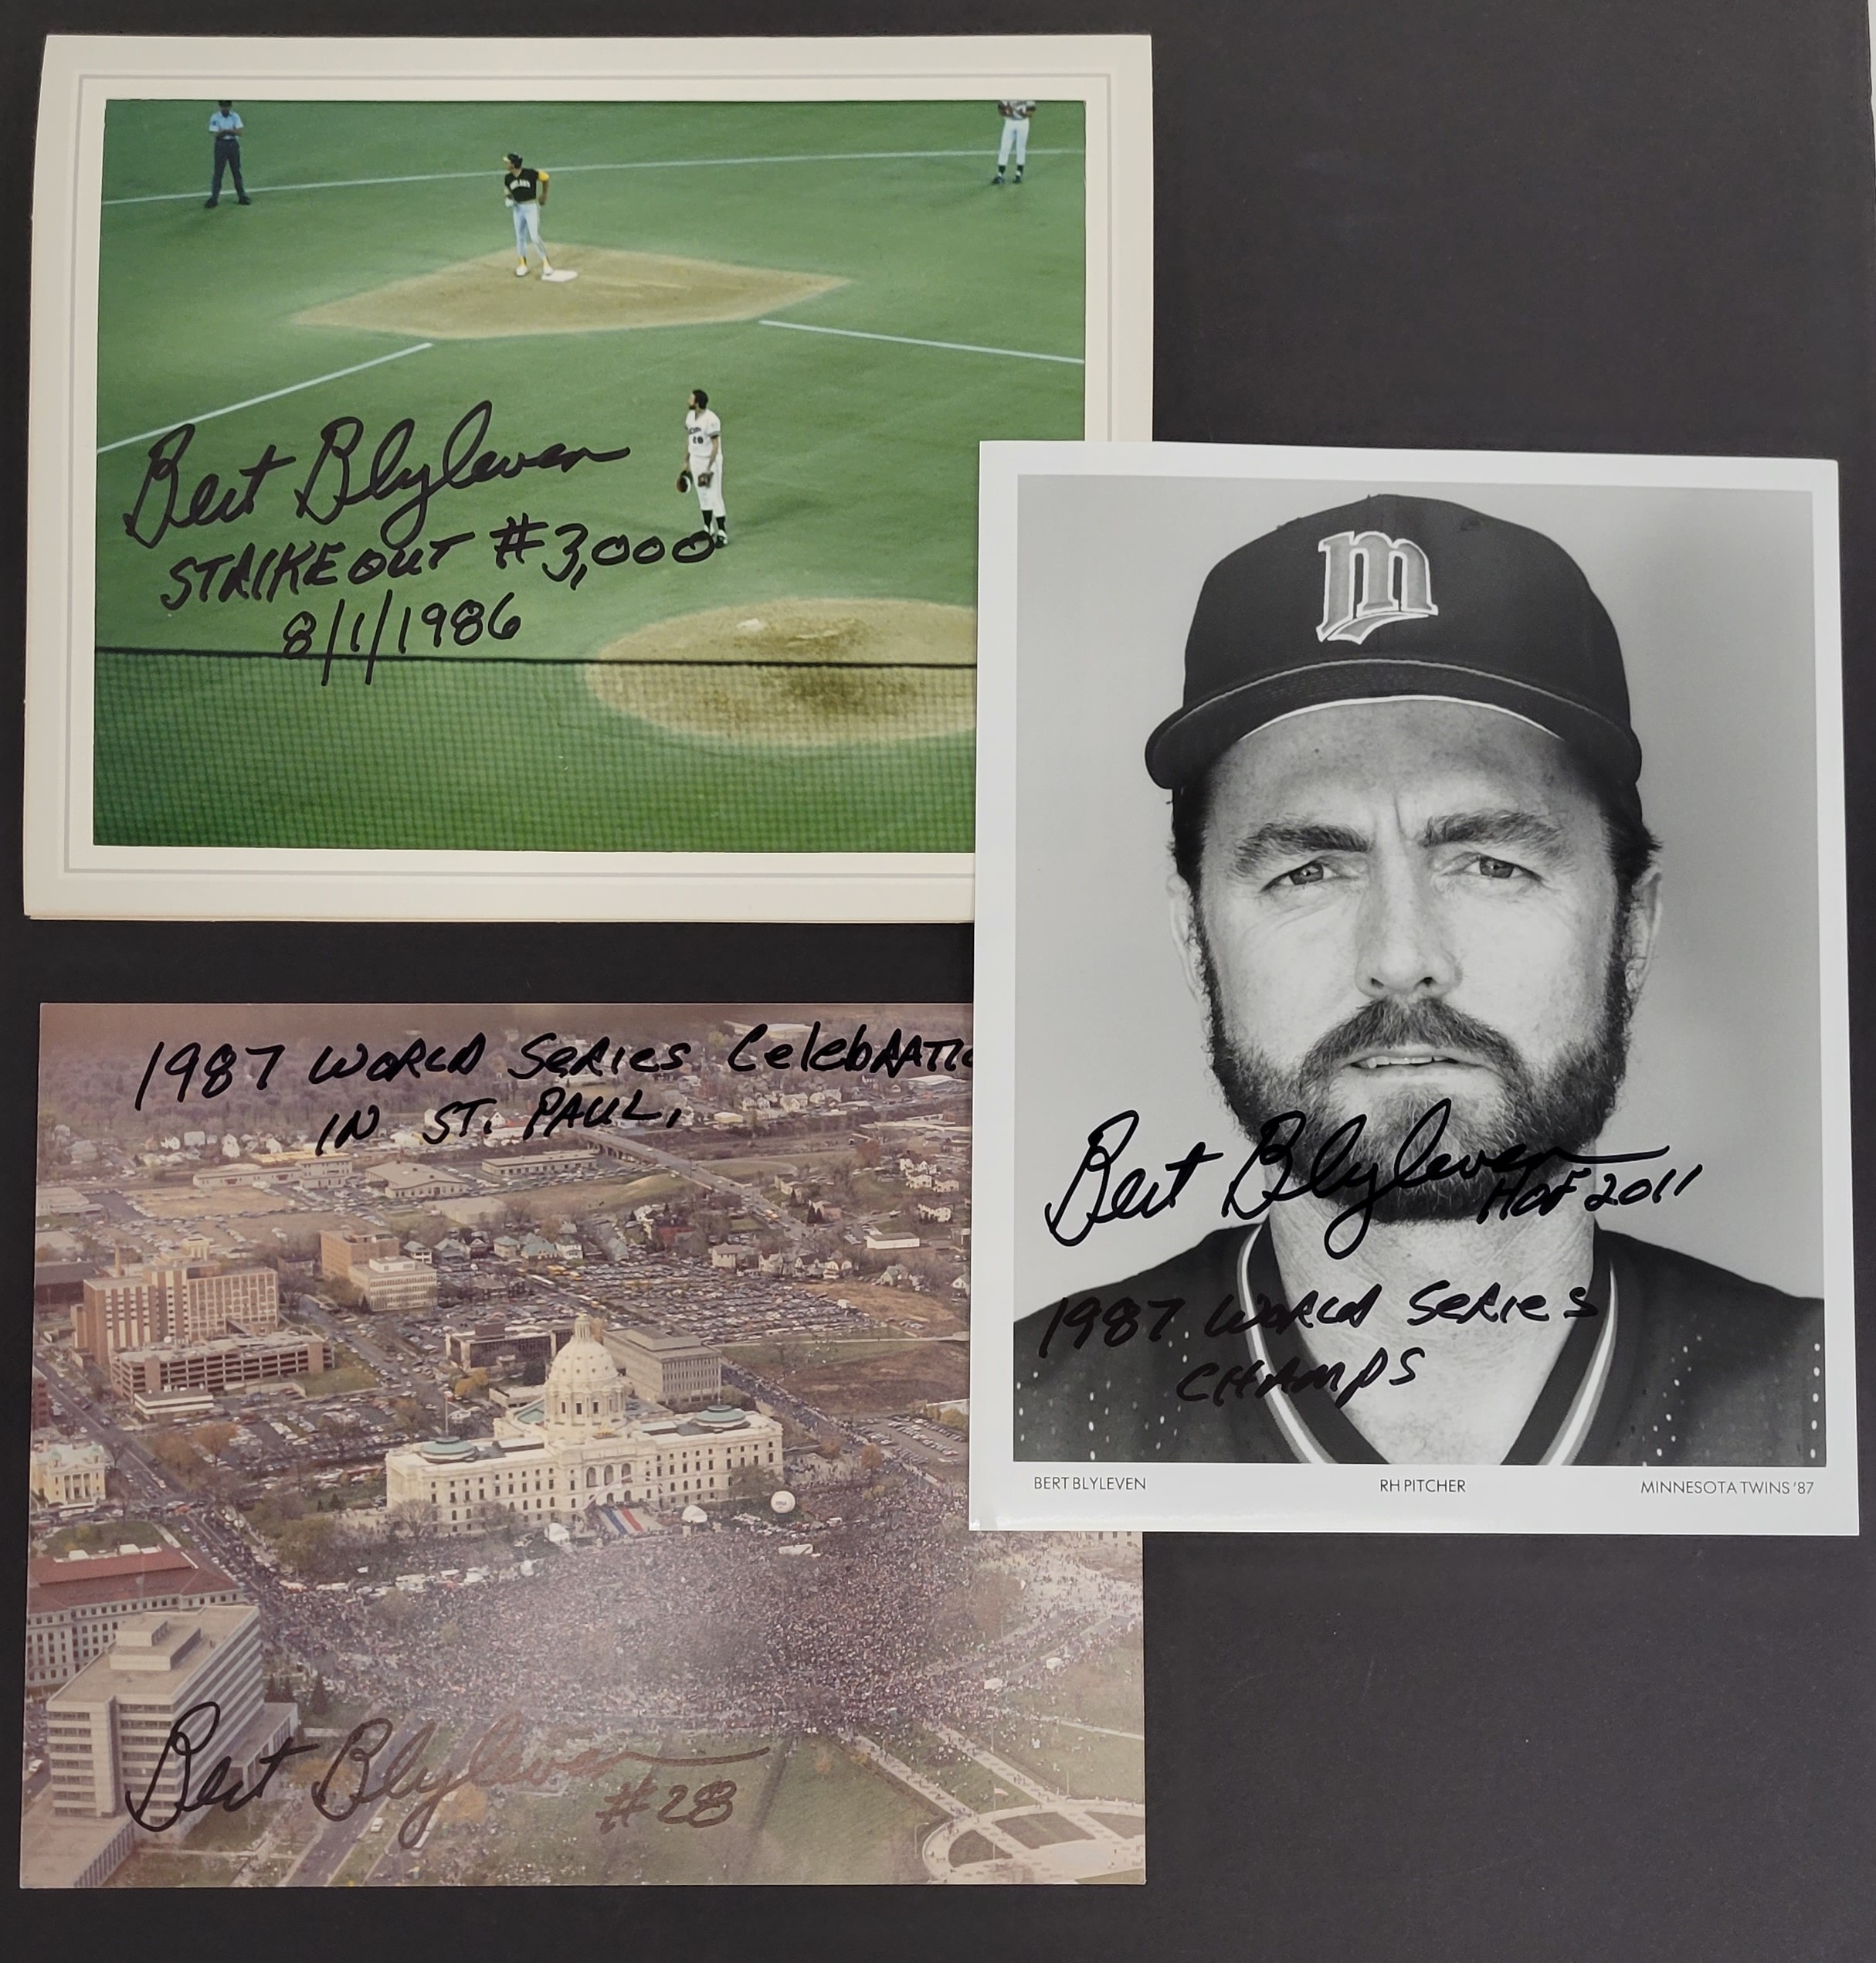 Bert Blyleven
STRIKEOUT #3,000
8/1/1986
m
Bert Blyleven
HOF 2011
1987 WORLD SERIES
CHAMPS
BERT BLYLEVEN RH PITCHER MINNESOTA TWINS '87
1987 WORLD SERIES CelebRATIO
IN ST. PAUL,
Bert Blyleven
#28